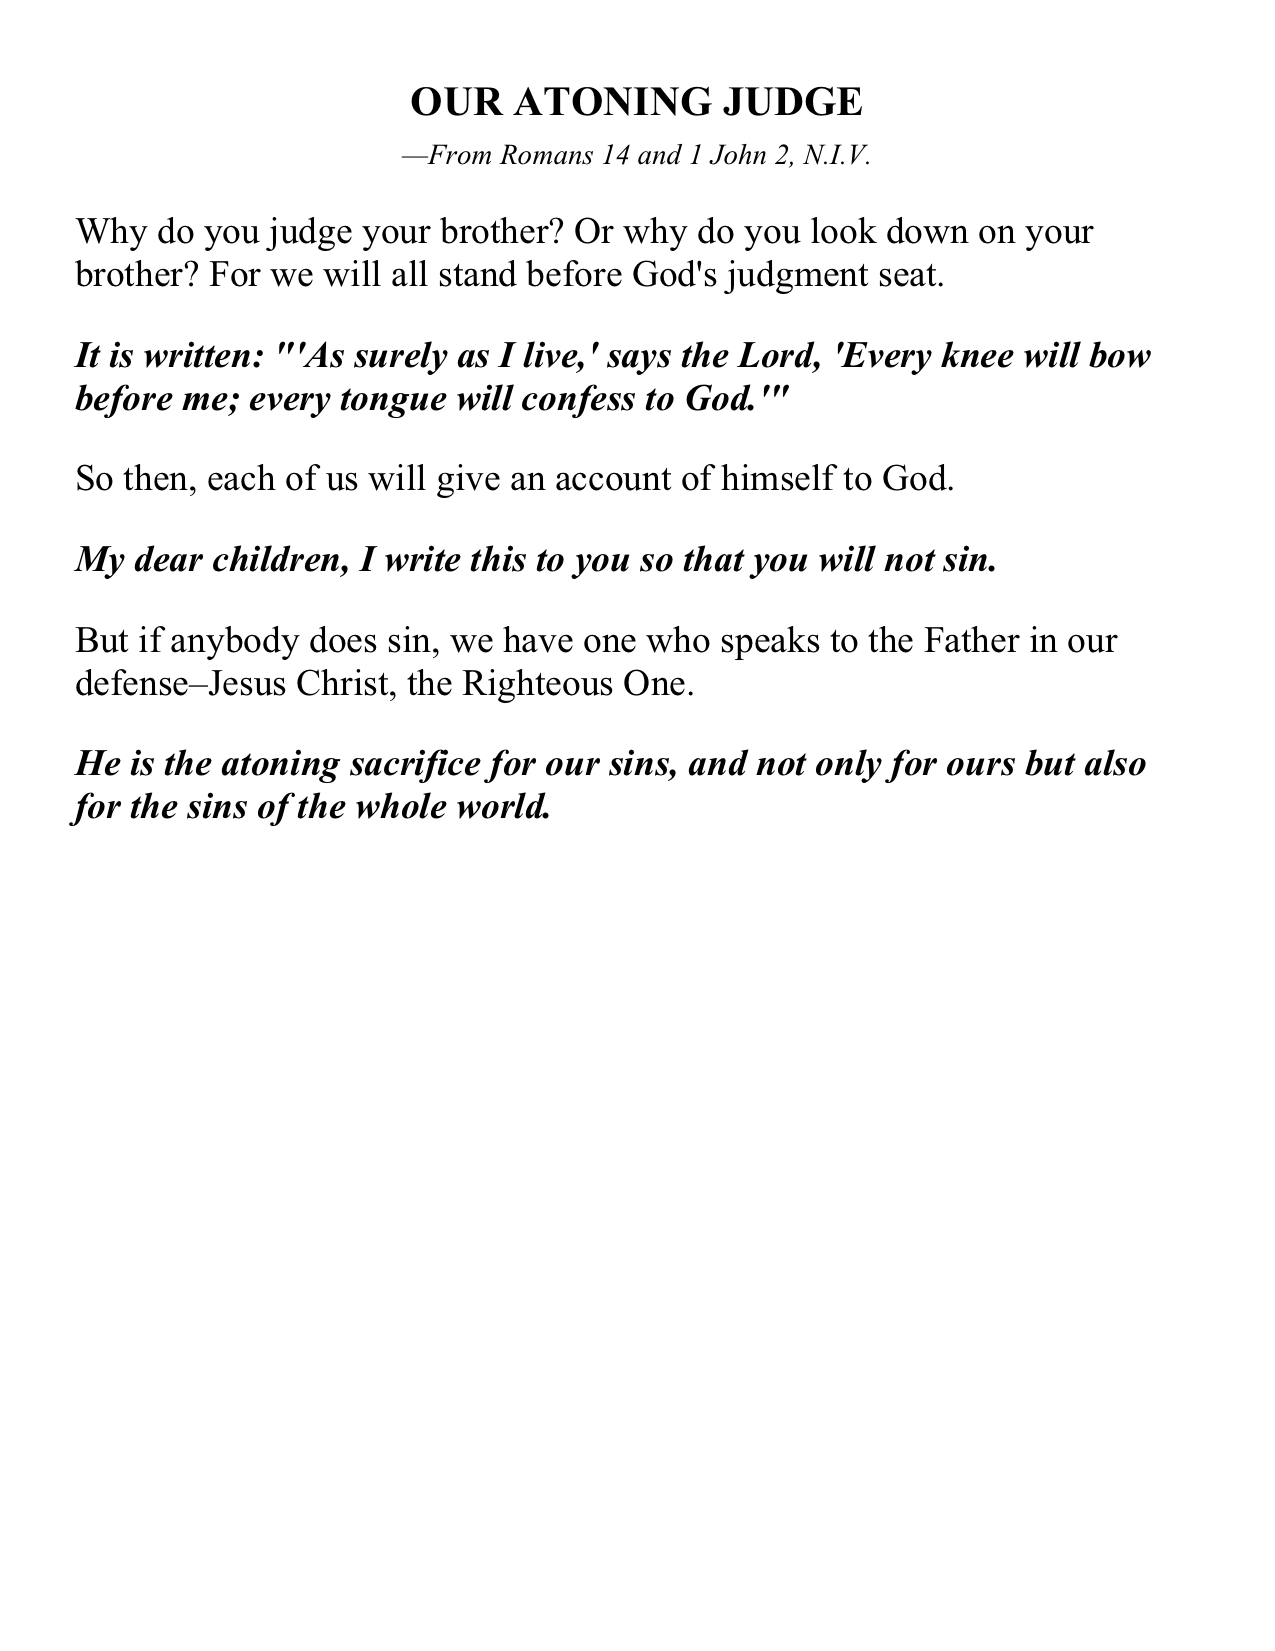 OUR ATONING JUDGE
—From Romans 14 and 1 John 2, N.I.V.
Why do you judge your brother? Or why do you look down on your
brother? For we will all stand before God's judgment seat.
It is written: "'As surely as I live,' says the Lord, 'Every knee will bow
before me; every tongue will confess to God.'"
So then, each of us will give an account of himself to God.
My dear children, I write this to you so that you will not sin.
But if anybody does sin, we have one who speaks to the Father in our
defense–Jesus Christ, the Righteous One.
He is the atoning sacrifice for our sins, and not only for ours but also
for the sins of the whole world.